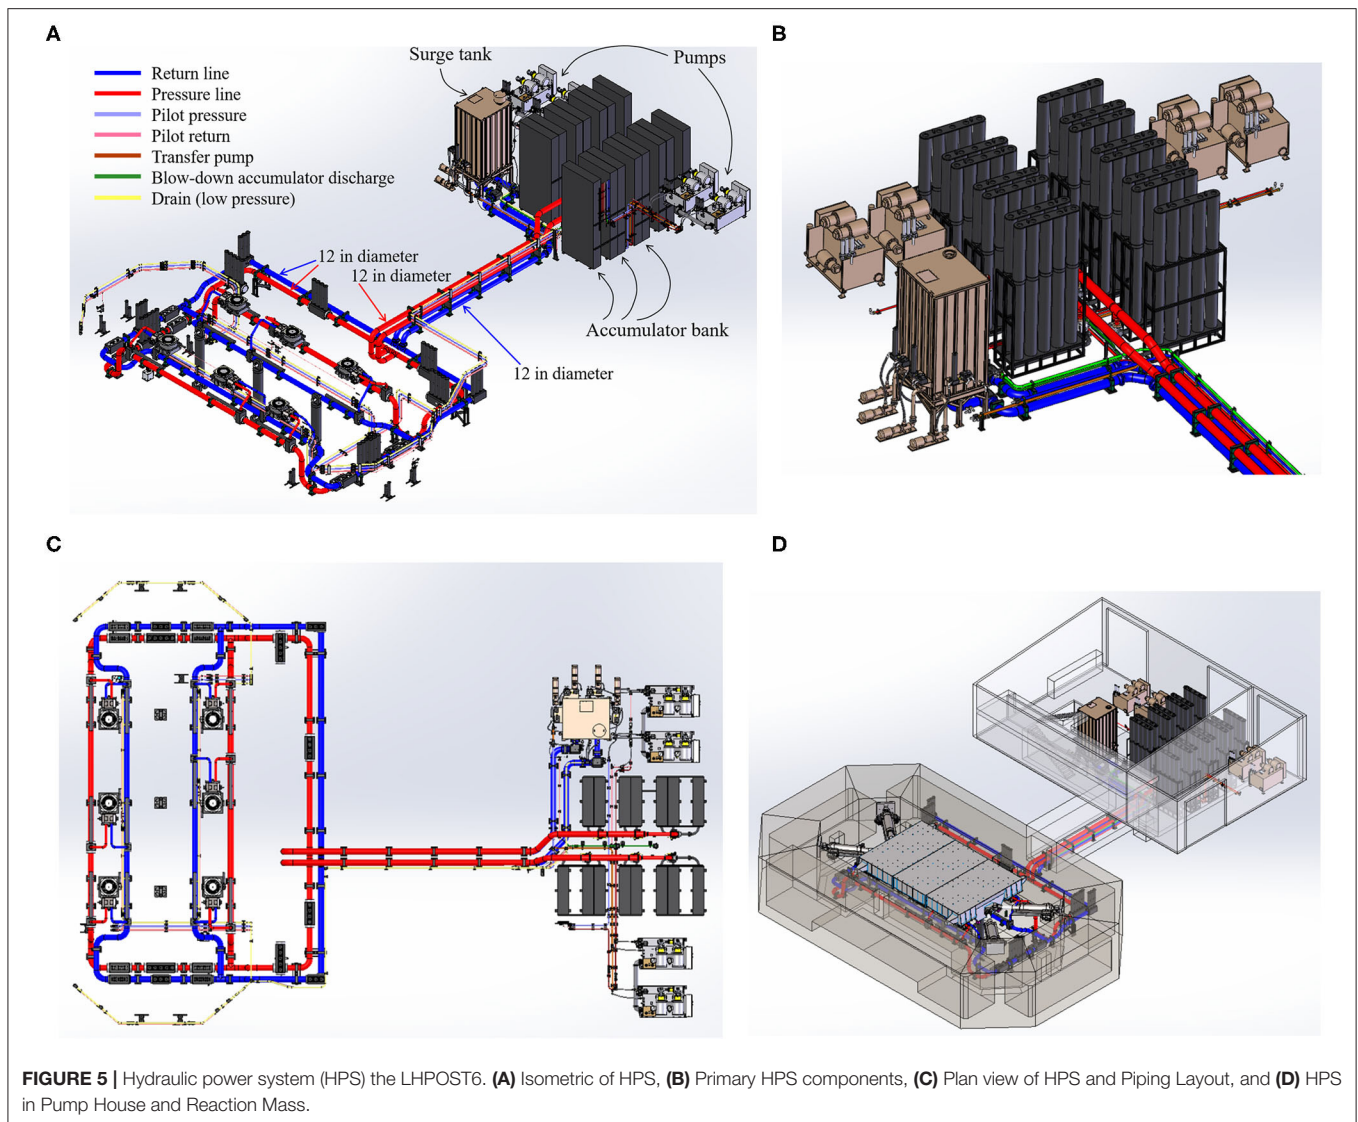 A
Surge tank
Pumps
Return line
Pressure line
Pilot pressure
Pilot return
Transfer pump
Blow-down accumulator discharge
Drain (low pressure)
12 in diameter
12 in diameter
Accumulator bank
12 in diameter
B
C
D
FIGURE 5 | Hydraulic power system (HPS) the LHPOST6. (A) Isometric of HPS, (B) Primary HPS components, (C) Plan view of HPS and Piping Layout, and (D) HPS
in Pump House and Reaction Mass.